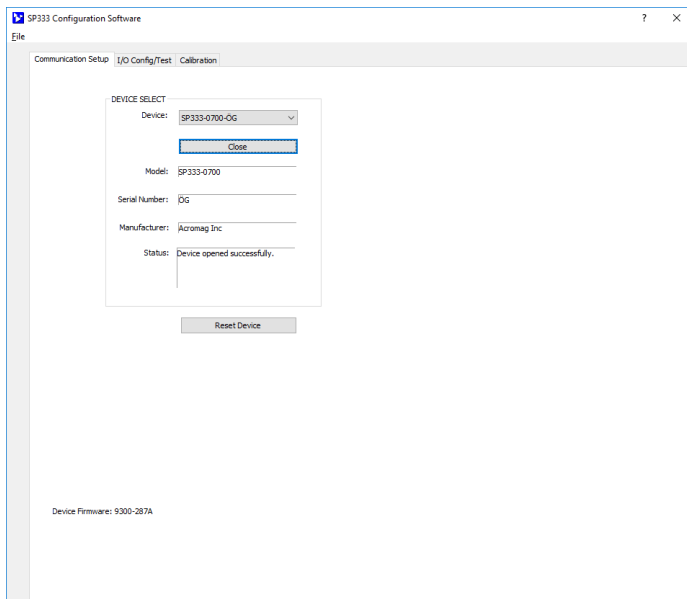 SP333 Configuration Software
File
Communication Setup I/O Config/Test Calibration
DEVICE SELECT
Device: SP333-0700-ÖG
Close
Model: SP333-0700
Serial Number: ÖG
Manufacturer: Acromag Inc
Status: Device opened successfully.
Reset Device
Device Firmware: 9300-287A